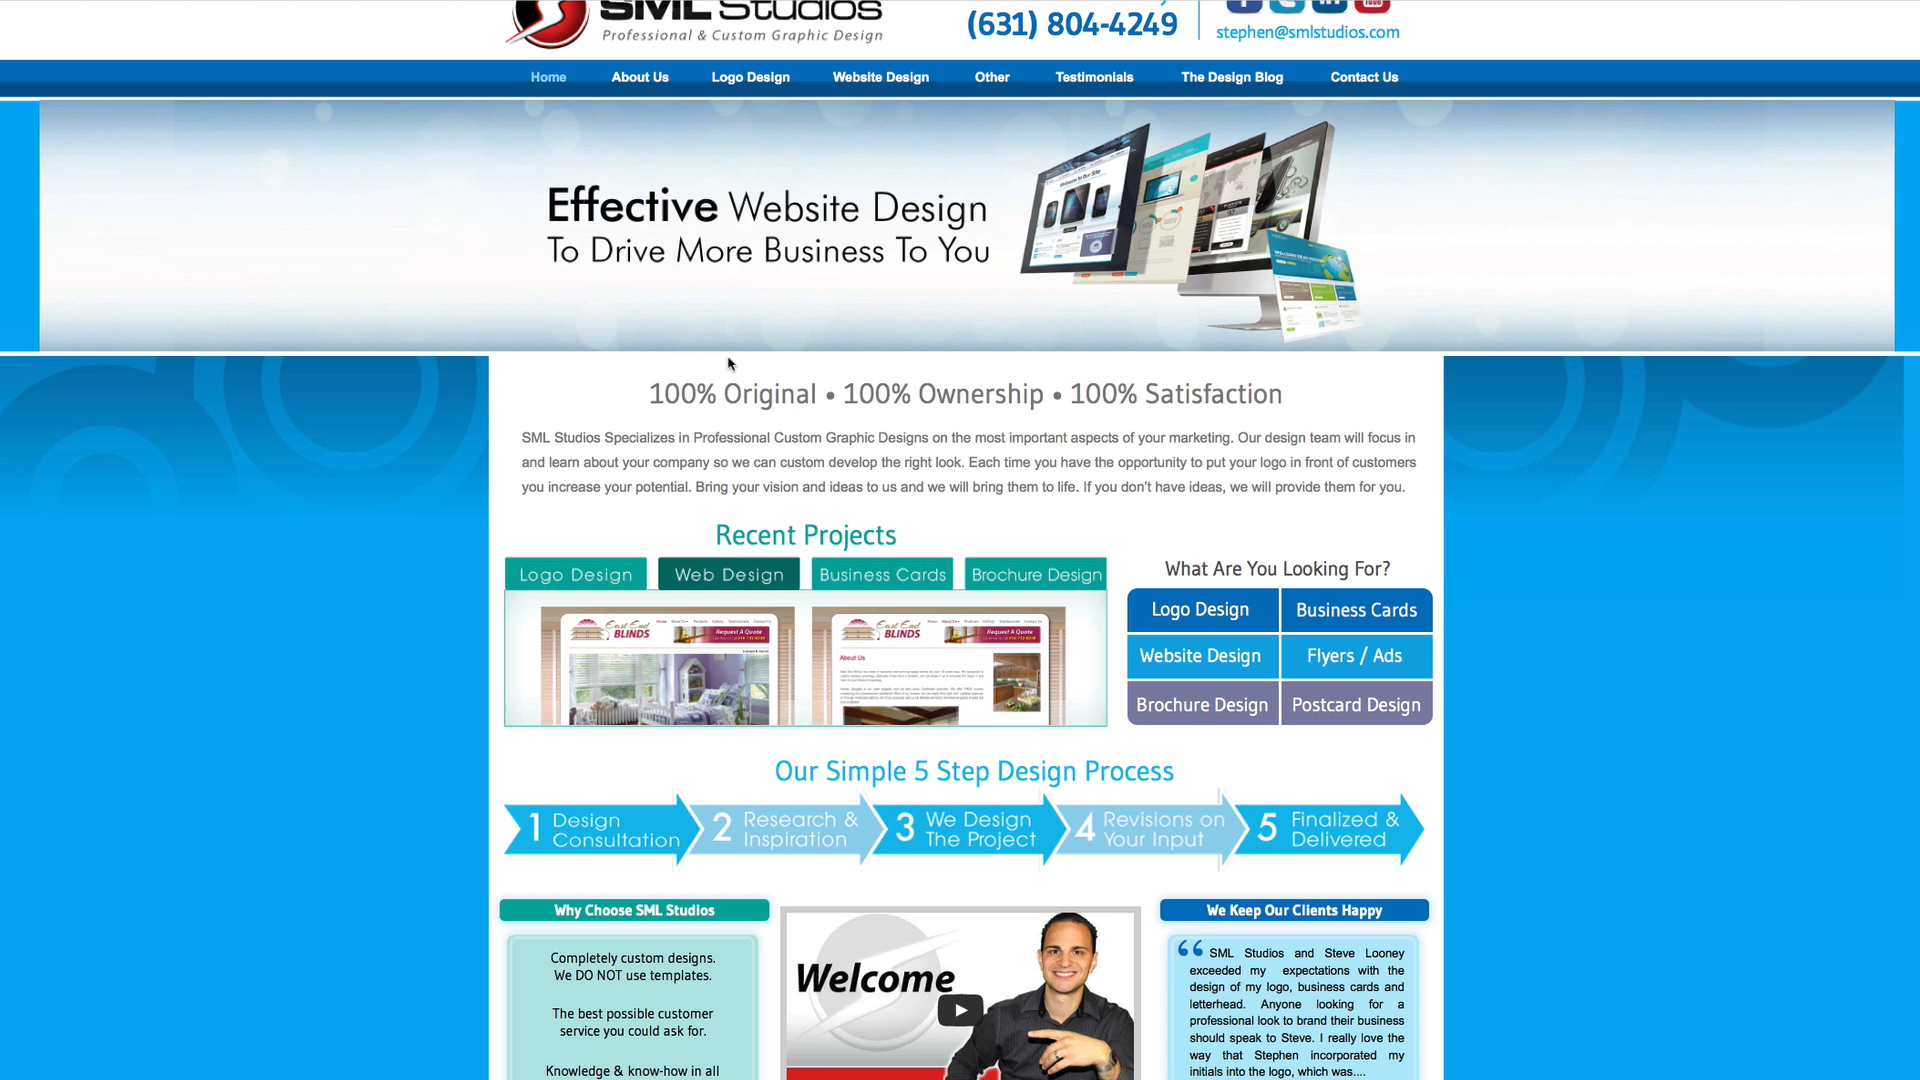 SML Studios
Professional & Custom Graphic Design
(631) 804-4249
stephen@smlstudios.com
Home
About Us
Logo Design
Website Design
Other
Testimonials
The Design Blog
Contact Us
Effective Website Design
To Drive More Business To You
100% Original • 100% Ownership • 100% Satisfaction
SML Studios Specializes in Professional Custom Graphic Designs on the most important aspects of your marketing. Our design team will focus in
and learn about your company so we can custom develop the right look. Each time you have the opportunity to put your logo in front of customers
you increase your potential. Bring your vision and ideas to us and we will bring them to life. If you don't have ideas, we will provide them for you.
Recent Projects
Logo Design
Web Design
Business Cards
Brochure Design
East End
BLINDS
Request A Quote
East End
BLINDS
Request A Quote
About Us
What Are You Looking For?
Logo Design
Business Cards
Website Design
Flyers / Ads
Brochure Design
Postcard Design
Our Simple 5 Step Design Process
1 Design
Consultation
2 Research &
Inspiration
3 We Design
The Project
4 Revisions on
Your Input
5 Finalized &
Delivered
Why Choose SML Studios
Completely custom designs.
We DO NOT use templates.
The best possible customer
service you could ask for.
Knowledge & know-how in all
Welcome
We Keep Our Clients Happy
“ SML Studios and Steve Looney
exceeded my expectations with the
design of my logo, business cards and
letterhead. Anyone looking for a
professional look to brand their business
should speak to Steve. I really love the
way that Stephen incorporated my
initials into the logo, which was....